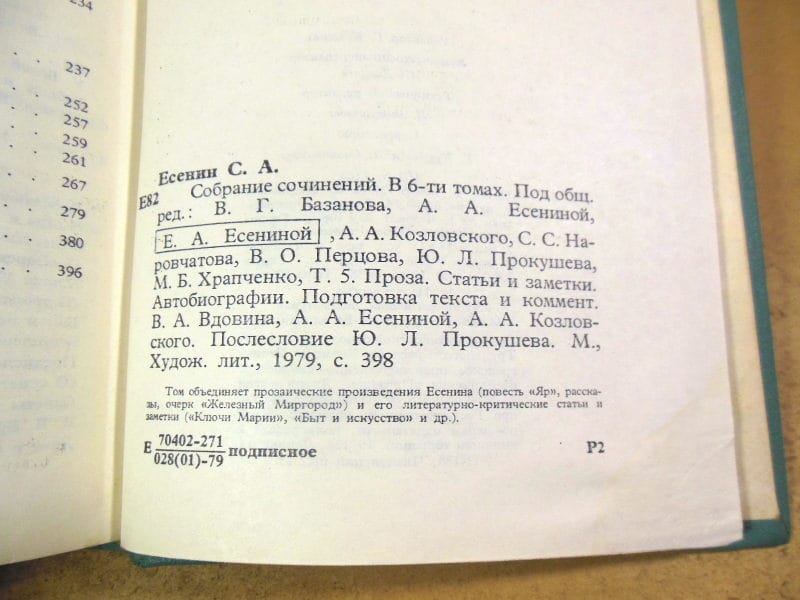 234
237
252
257
259
261
267
279
380
396
Есенин С. А.
Е82
Собрание сочинений. В 6-ти томах. Под общ.
ред.: В. Г. Базанова, А. А. Есениной,
Е. А. Есениной , А. А. Козловского, С. С. На-
ровчатова, В. О. Перцова, Ю. Л. Прокушева,
М. Б. Храпченко, Т. 5. Проза. Статьи и заметки.
Автобиографии. Подготовка текста и коммент.
В. А. Вдовина, А. А. Есениной, А. А. Козлов-
ского. Послесловие Ю. Л. Прокушева. М.,
Худож. лит., 1979, с. 398
Том объединяет прозаические произведения Есенина (повесть «Яр», расска-
зы, очерк «Железный Миргород») и его литературно-критические статьи и
заметки («Ключи Марии», «Быт и искусство» и др.).
Е 70402-271
028(01)-79 подписное Р2